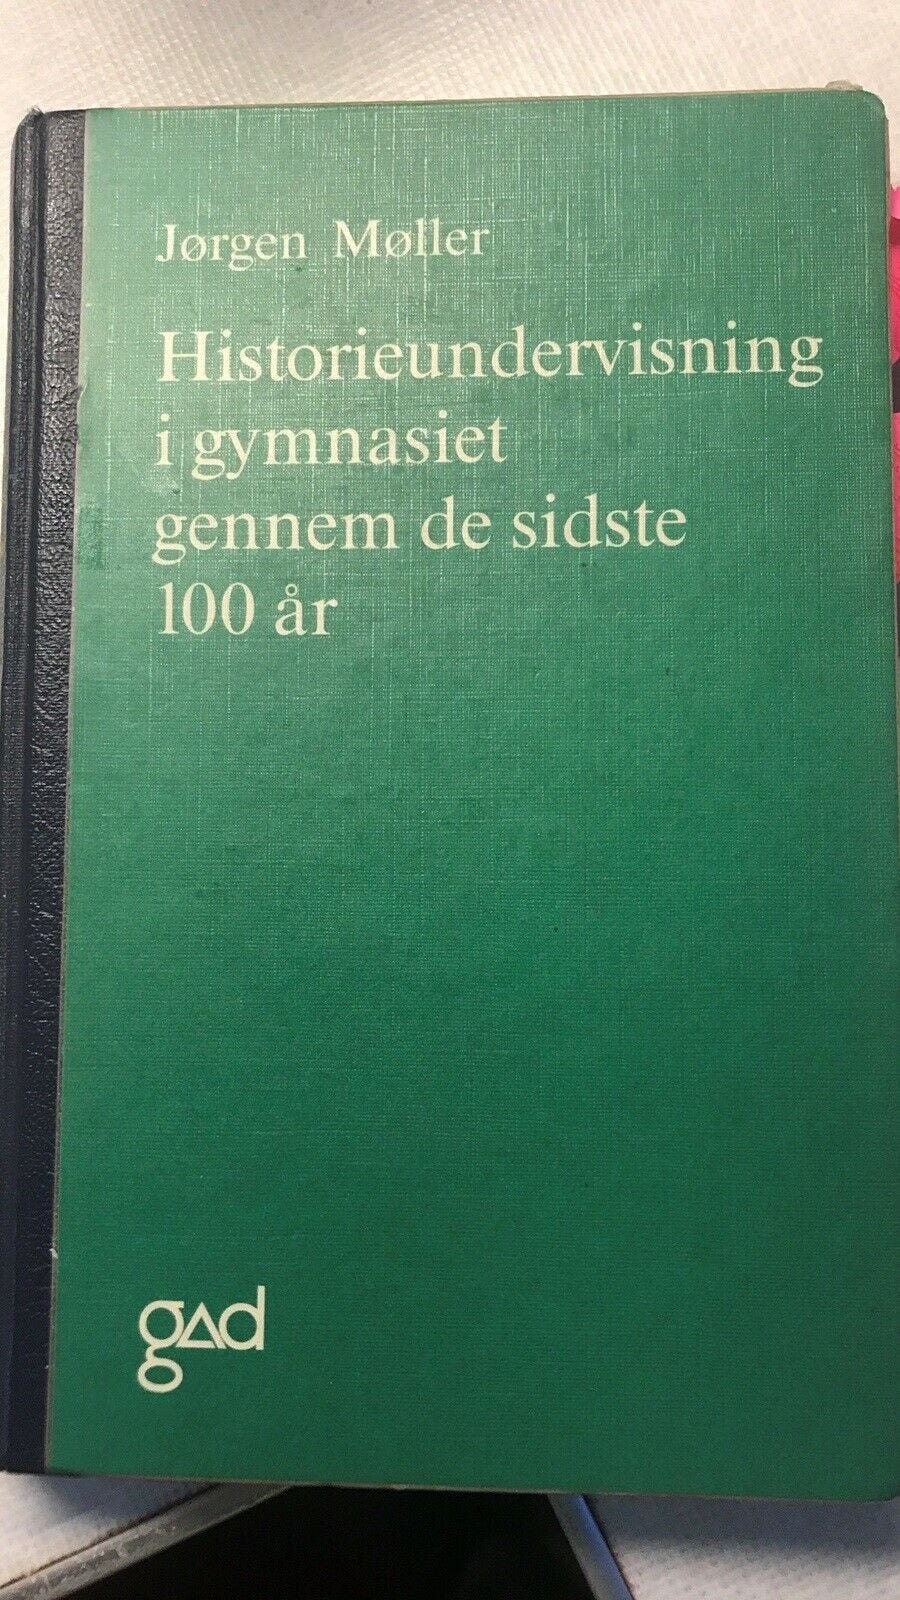 Jørgen Møller
Historieundervisning
i gymnasiet
gennem de sidste
100 år
gad